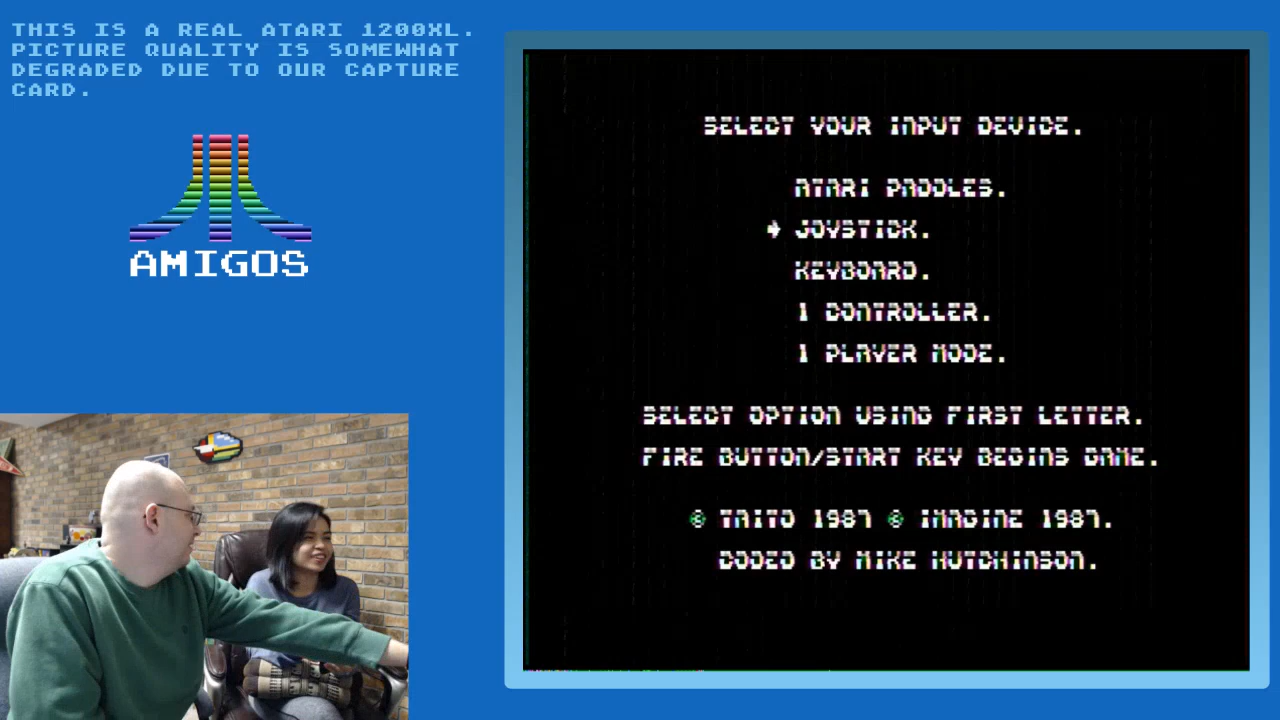 THIS IS A REAL ATARI 1200XL.
PICTURE QUALITY IS SOMEWHAT
DEGRADED DUE TO OUR CAPTURE
CARD.
AMIGOS
SELECT YOUR INPUT DEVICE.
ATARI PADDLES.
JOYSTICK.
KEYBOARD.
1 CONTROLLER.
1 PLAYER MODE.
SELECT OPTION USING FIRST LETTER.
FIRE BUTTON/START KEY BEGINS GAME.
© TAITO 1987 © IMAGINE 1987.
CODED BY MIKE HUTCHINSON.